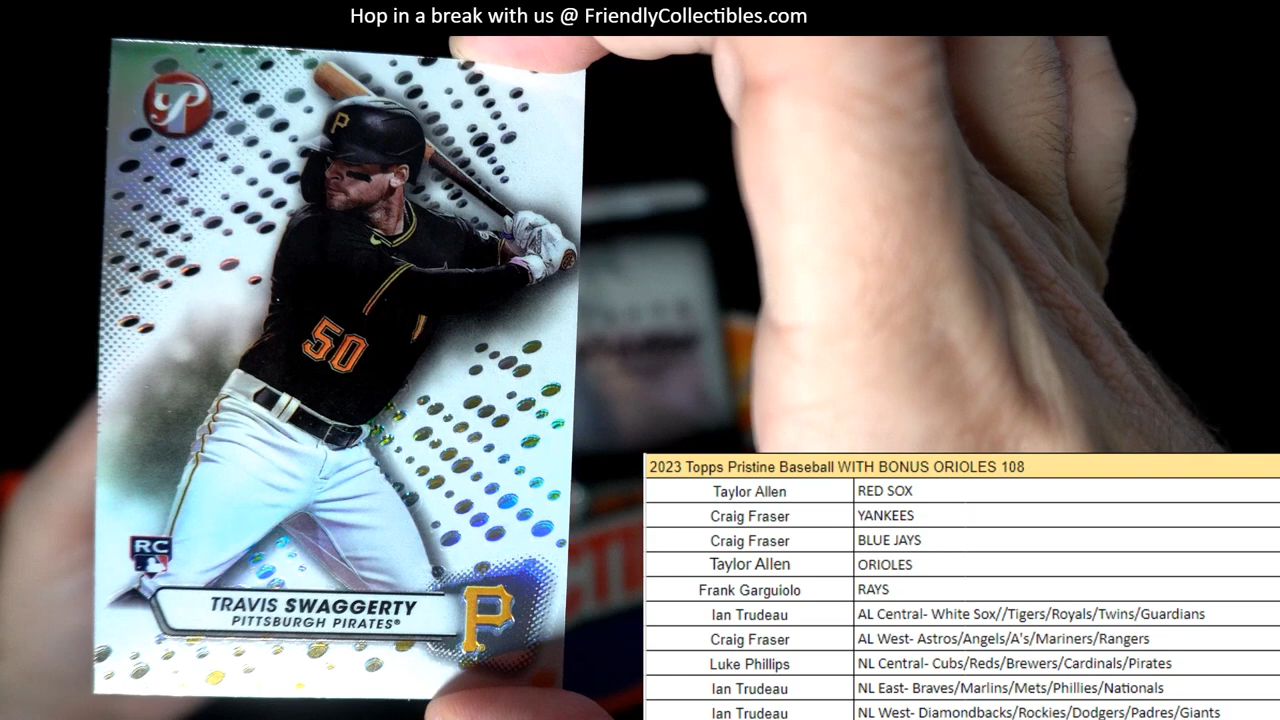 Hop in a break with us @ FriendlyCollectibles.com
P
P
50
RC
TRAVIS SWAGGERTY
PITTSBURGH PIRATES®
P
2023 Topps Pristine Baseball WITH BONUS ORIOLES 108
Taylor Allen RED SOX
Craig Fraser YANKEES
Craig Fraser BLUE JAYS
Taylor Allen ORIOLES
Frank Garguiolo RAYS
Ian Trudeau AL Central- White Sox//Tigers/Royals/Twins/Guardians
Craig Fraser AL West- Astros/Angels/A's/Mariners/Rangers
Luke Phillips NL Central- Cubs/Reds/Brewers/Cardinals/Pirates
Ian Trudeau NL East- Braves/Marlins/Mets/Phillies/Nationals
Ian Trudeau NL West- Diamondbacks/Rockies/Dodgers/Padres/Giants